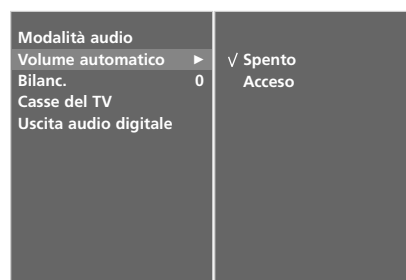 Modalità audio
Volume automatico ►
Bilanc. 0
Casse del TV
Uscita audio digitale
√ Spento
Acceso